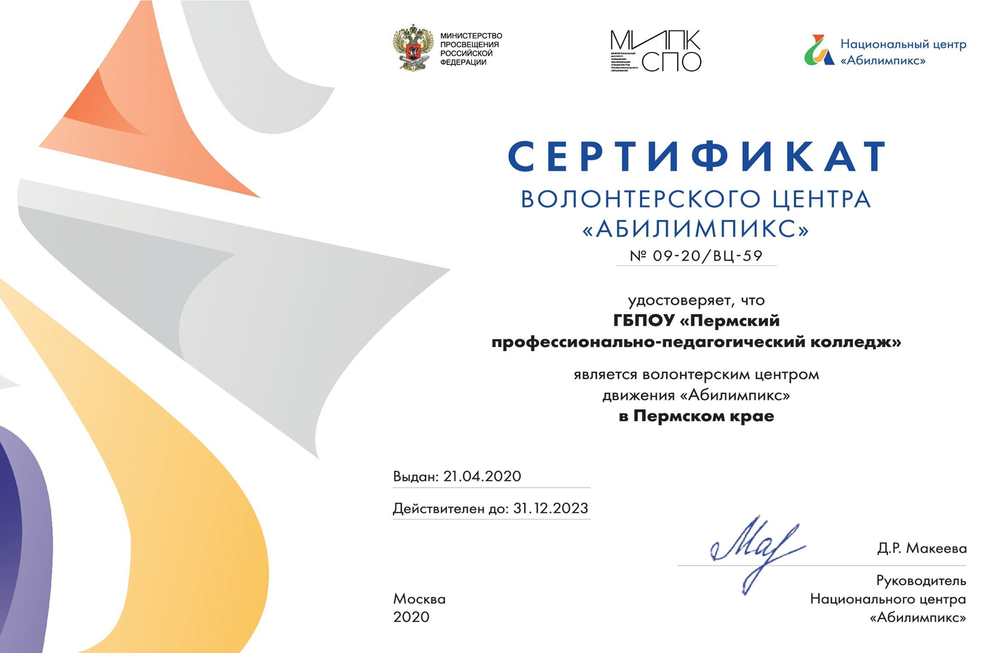 МИНИСТЕРСТВО
ПРОСВЕЩЕНИЯ
РОССИЙСКОЙ
ФЕДЕРАЦИИ
МИПК
СПО
МЕЖРЕГИОНАЛЬНЫЙ
ИНСТИТУТ
ПОВЫШЕНИЯ
КВАЛИФИКАЦИИ
СПЕЦИАЛИСТОВ
ПРОФЕССИОНАЛЬНОГО
ОБРАЗОВАНИЯ
Национальный центр
«Абилимпикс»
СЕРТИФИКАТ
ВОЛОНТЕРСКОГО ЦЕНТРА
«АБИЛИМПИКС»
№ 09-20/ВЦ-59
удостоверяет, что
ГБПОУ «Пермский
профессионально-педагогический колледж»
является волонтерским центром
движения «Абилимпикс»
в Пермском крае
Выдан: 21.04.2020
Действителен до: 31.12.2023
Д.Р. Макеева
Руководитель
Национального центра
«Абилимпикс»
Москва
2020